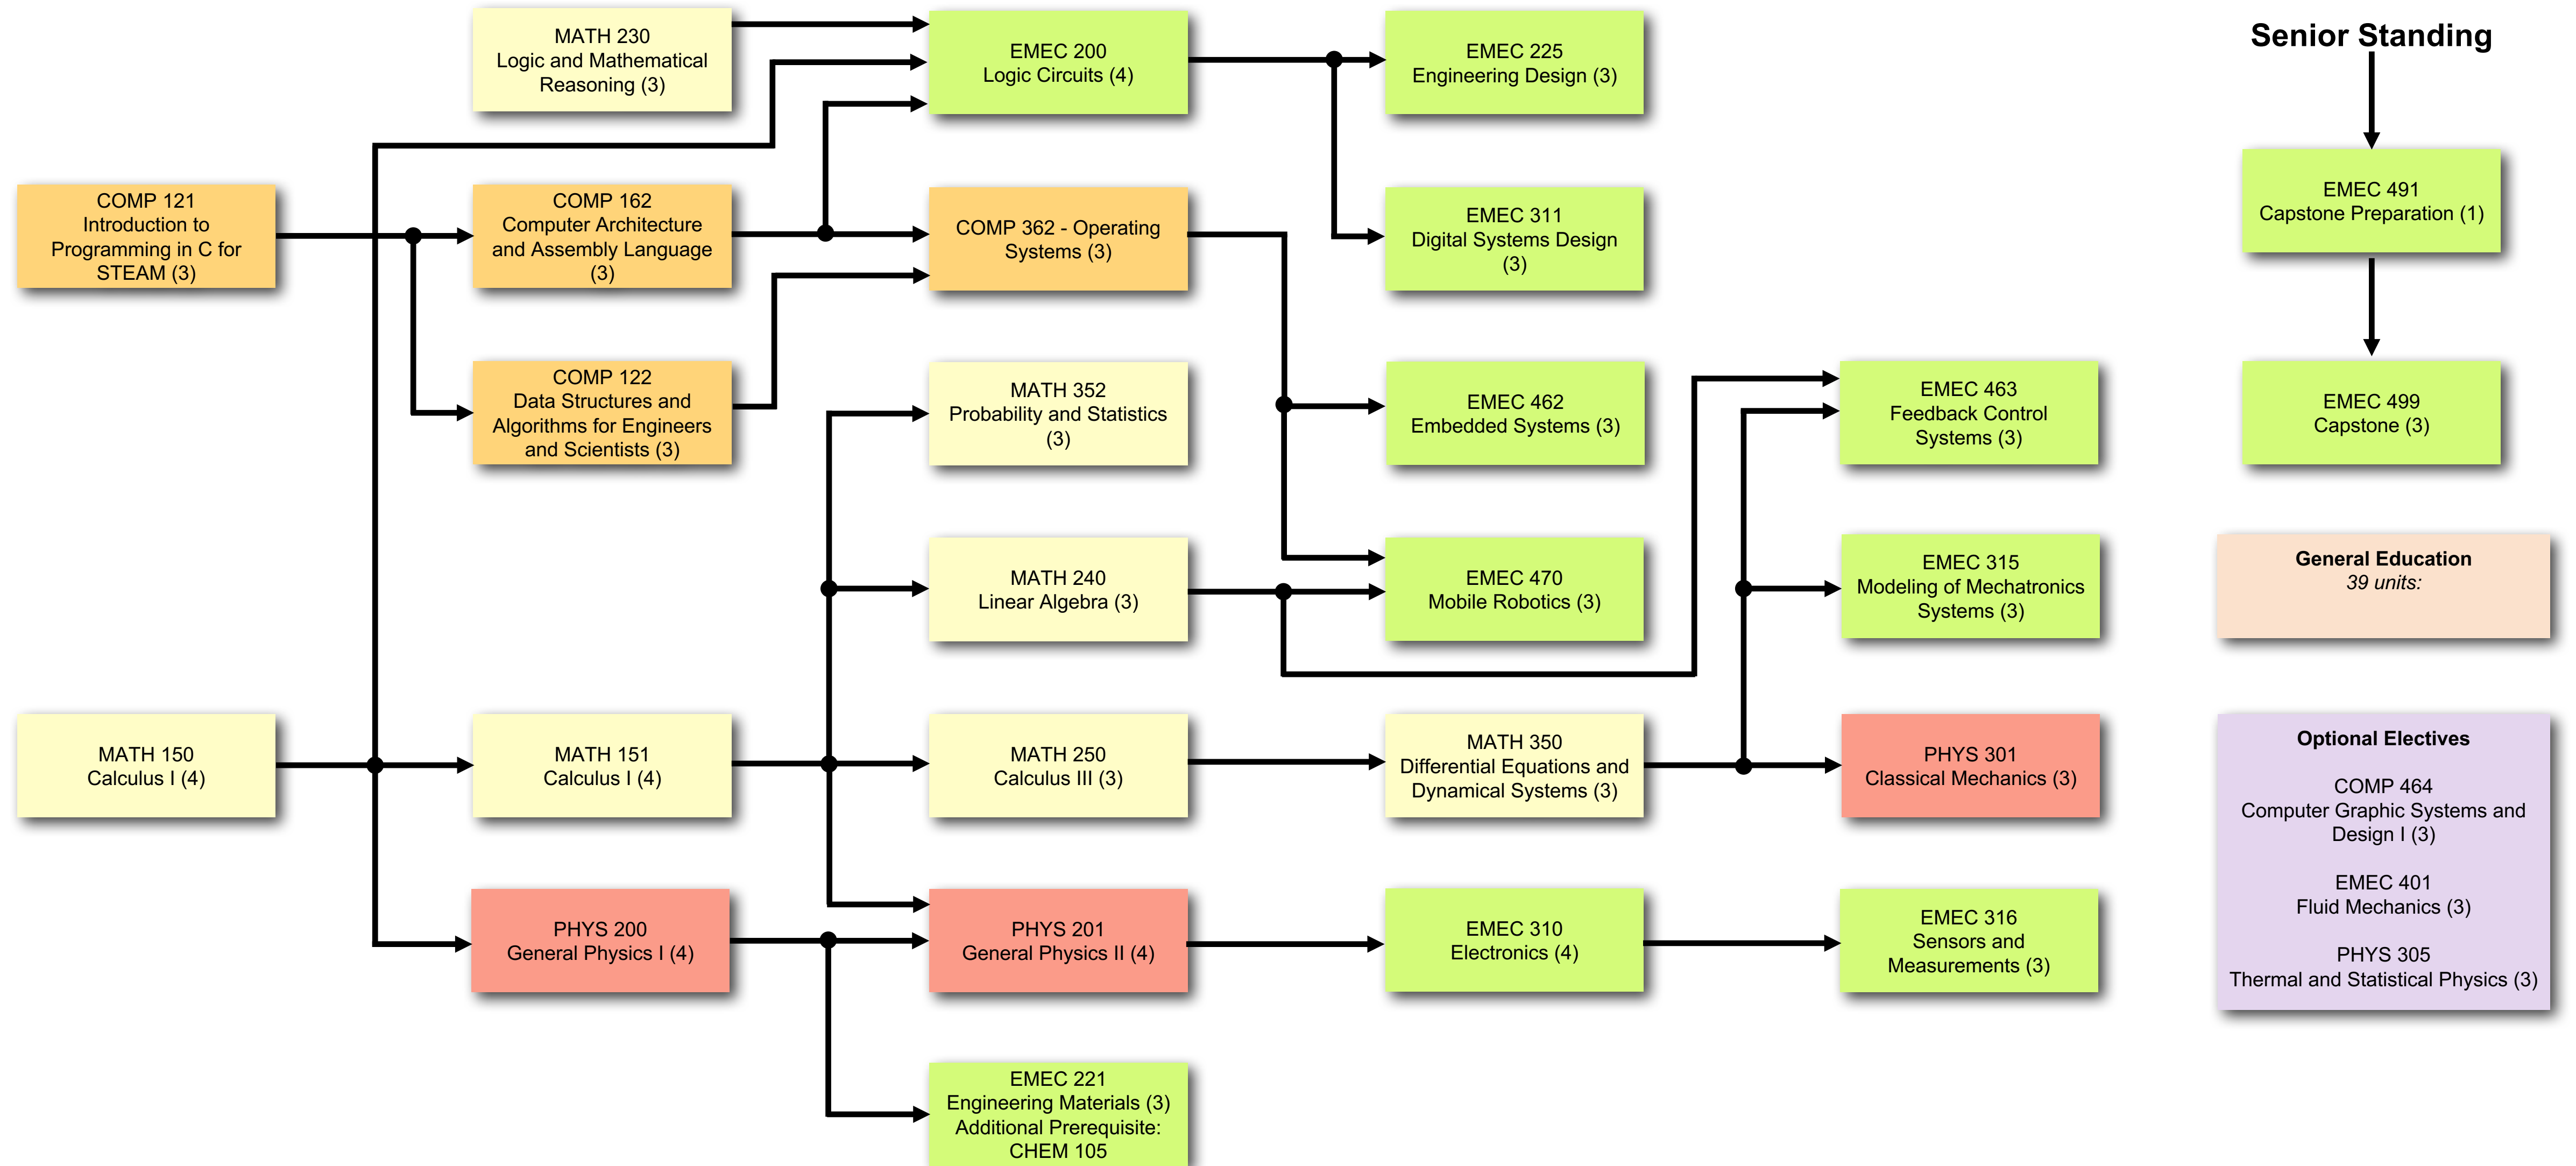 MATH 230
Logic and Mathematical
Reasoning (3)
EMEC 200
Logic Circuits (4)
EMEC 225
Engineering Design (3)
Senior Standing
COMP 121
Introduction to
Programming in C for
STEAM (3)
COMP 162
Computer Architecture
and Assembly Language
(3)
COMP 362 - Operating
Systems (3)
EMEC 311
Digital Systems Design
(3)
EMEC 491
Capstone Preparation (1)
COMP 122
Data Structures and
Algorithms for Engineers
and Scientists (3)
MATH 352
Probability and Statistics
(3)
EMEC 462
Embedded Systems (3)
EMEC 463
Feedback Control
Systems (3)
EMEC 499
Capstone (3)
MATH 240
Linear Algebra (3)
EMEC 470
Mobile Robotics (3)
EMEC 315
Modeling of Mechatronics
Systems (3)
General Education
39 units:
MATH 150
Calculus I (4)
MATH 151
Calculus I (4)
MATH 250
Calculus III (3)
MATH 350
Differential Equations and
Dynamical Systems (3)
PHYS 301
Classical Mechanics (3)
Optional Electives
COMP 464
Computer Graphic Systems and
Design I (3)
EMEC 401
Fluid Mechanics (3)
PHYS 305
Thermal and Statistical Physics (3)
PHYS 200
General Physics I (4)
PHYS 201
General Physics II (4)
EMEC 310
Electronics (4)
EMEC 316
Sensors and
Measurements (3)
EMEC 221
Engineering Materials (3)
Additional Prerequisite:
CHEM 105